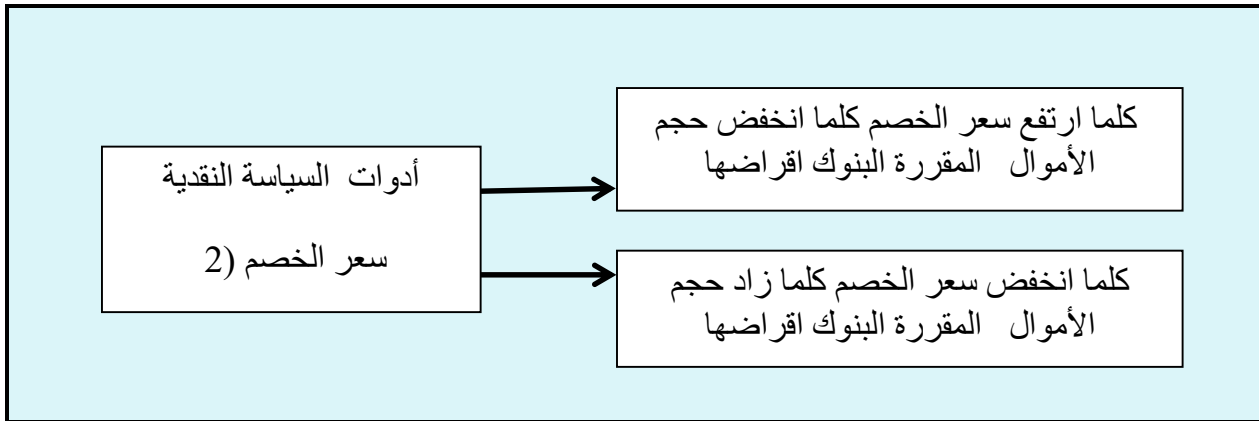 أدوات السياسة النقدية
2) سعر الخصم
كلما ارتفع سعر الخصم كلما انخفض حجم
الأموال المقررة البنوك اقراضها
كلما انخفض سعر الخصم كلما زاد حجم
الأموال المقررة البنوك اقراضها